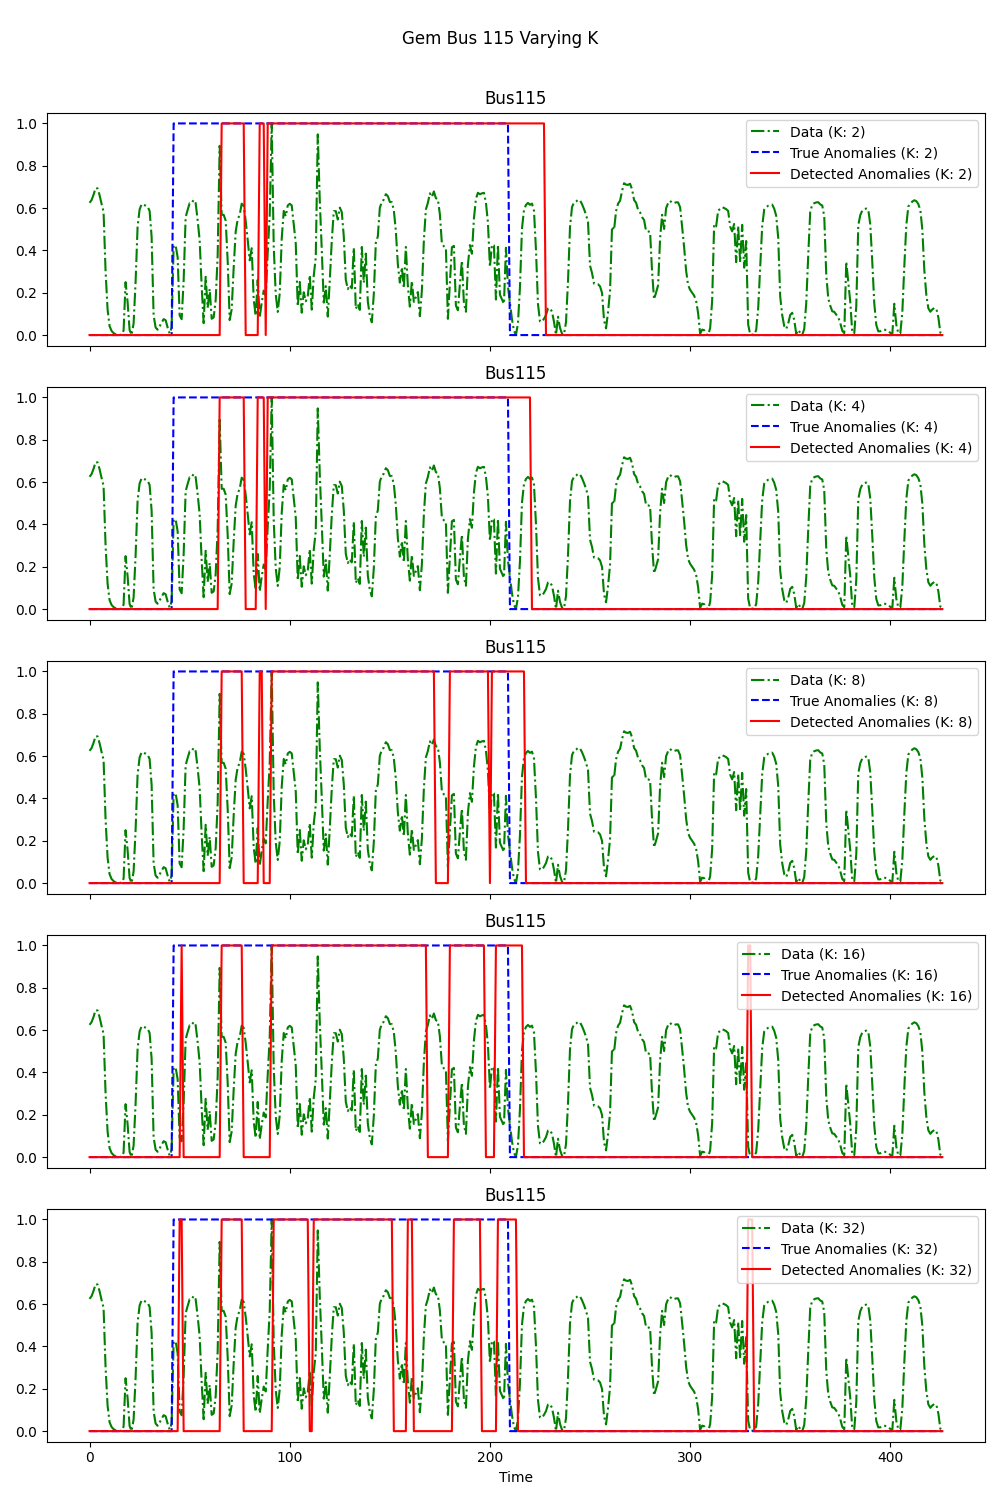 Gem Bus 115 Varying K
Bus115
1.0
0.8
0.6
0.4
0.2
0.0
Data (K: 2)
True Anomalies (K: 2)
Detected Anomalies (K: 2)
Bus115
1.0
0.8
0.6
0.4
0.2
0.0
Data (K: 4)
True Anomalies (K: 4)
Detected Anomalies (K: 4)
Bus115
1.0
0.8
0.6
0.4
0.2
0.0
Data (K: 8)
True Anomalies (K: 8)
Detected Anomalies (K: 8)
Bus115
1.0
0.8
0.6
0.4
0.2
0.0
Data (K: 16)
True Anomalies (K: 16)
Detected Anomalies (K: 16)
Bus115
1.0
0.8
0.6
0.4
0.2
0.0
Data (K: 32)
True Anomalies (K: 32)
Detected Anomalies (K: 32)
0 100 200 300 400
Time